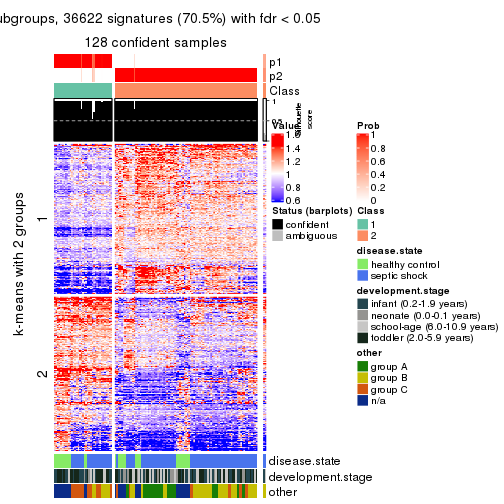 ubgroups, 36622 signatures (70.5%) with fdr < 0.05
128 confident samples
p1
p2
Class
1
0.5
0
Silhouette
score
Value
1.6
1.4
1.2
1
0.8
0.6
Prob
1
0.8
0.6
0.4
0.2
0
Status (barplots)
confident
ambiguous
Class
1
2
disease.state
healthy control
septic shock
development.stage
infant (0.2-1.9 years)
neonate (0.0-0.1 years)
school-age (6.0-10.9 years)
toddler (2.0-5.9 years)
other
group A
group B
group C
n/a
k-means with 2 groups
1
2
disease.state
development.stage
other